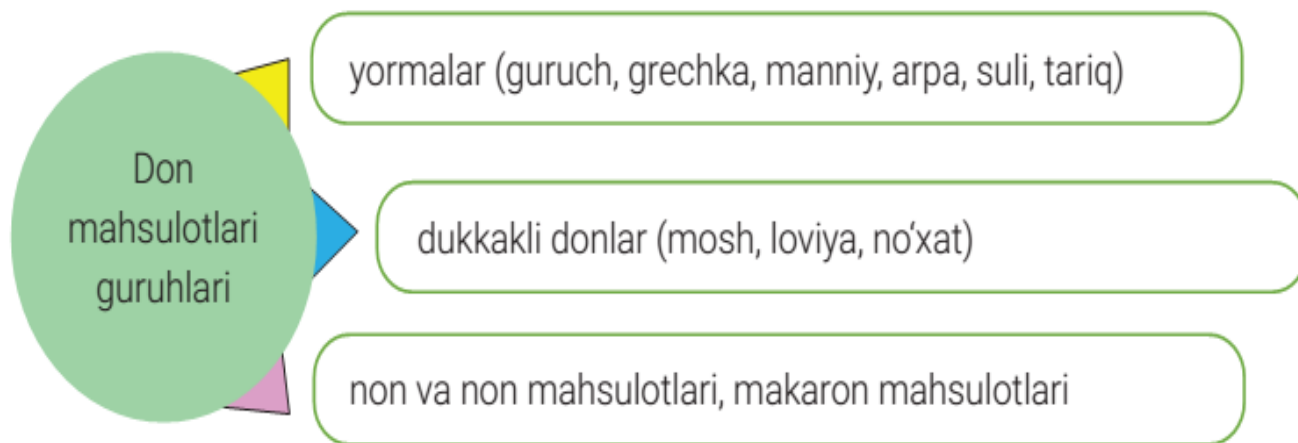 Don
mahsulotlari
guruhlari
yormalar (guruch, grechka, manniy, arpa, suli, tariq)
dukkakli donlar (mosh, loviya, no‘xat)
non va non mahsulotlari, makaron mahsulotlari